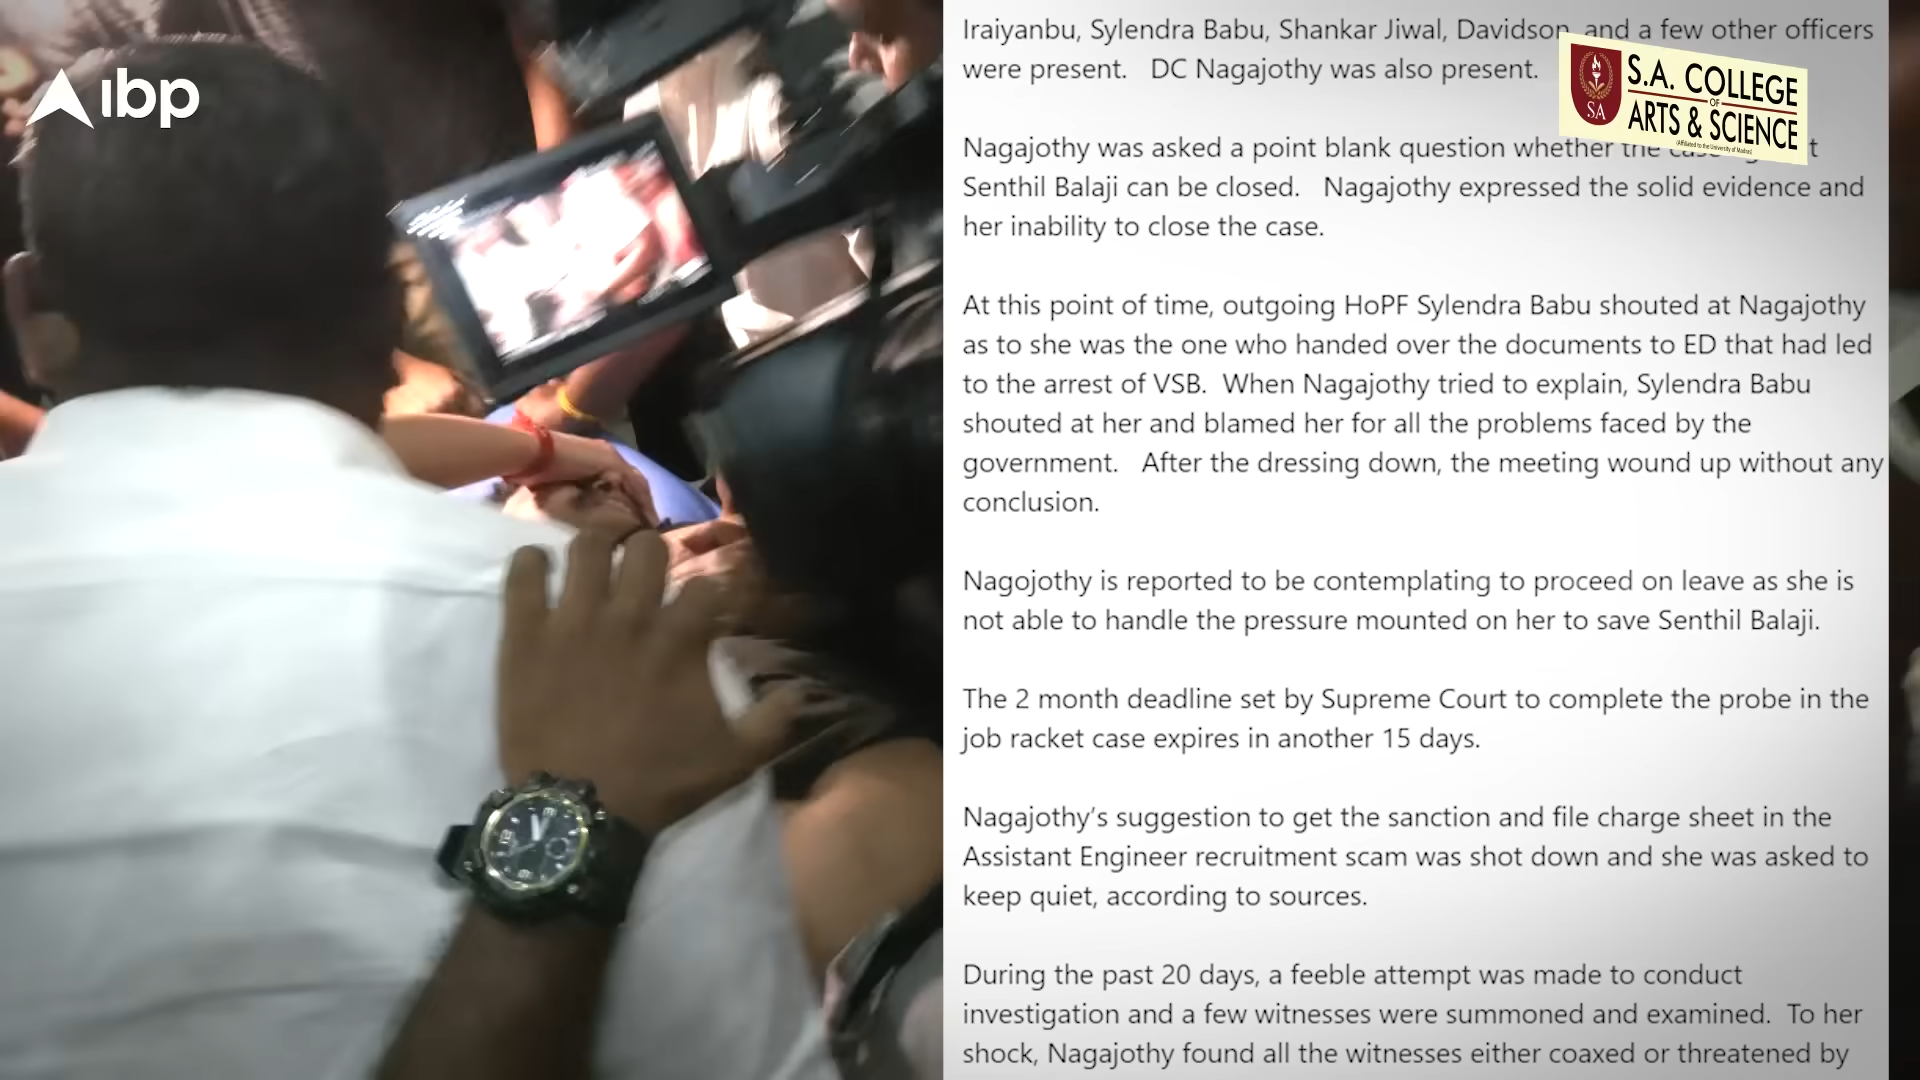 ibp
Iraiyanbu, Sylendra Babu, Shankar Jiwal, Davidson, and a few other officers
were present. DC Nagajothy was also present.
S.A. COLLEGE
OF
ARTS & SCIENCE
(Affiliated to the University of Madras)
SA
Nagajothy was asked a point blank question whether the
Senthil Balaji can be closed. Nagajothy expressed the solid evidence and
her inability to close the case.
At this point of time, outgoing HoPF Sylendra Babu shouted at Nagajothy
as to she was the one who handed over the documents to ED that had led
to the arrest of VSB. When Nagajothy tried to explain, Sylendra Babu
shouted at her and blamed her for all the problems faced by the
government. After the dressing down, the meeting wound up without any
conclusion.
Nagojothy is reported to be contemplating to proceed on leave as she is
not able to handle the pressure mounted on her to save Senthil Balaji.
The 2 month deadline set by Supreme Court to complete the probe in the
job racket case expires in another 15 days.
Nagajothy's suggestion to get the sanction and file charge sheet in the
Assistant Engineer recruitment scam was shot down and she was asked to
keep quiet, according to sources.
During the past 20 days, a feeble attempt was made to conduct
investigation and a few witnesses were summoned and examined. To her
shock, Nagajothy found all the witnesses either coaxed or threatened by